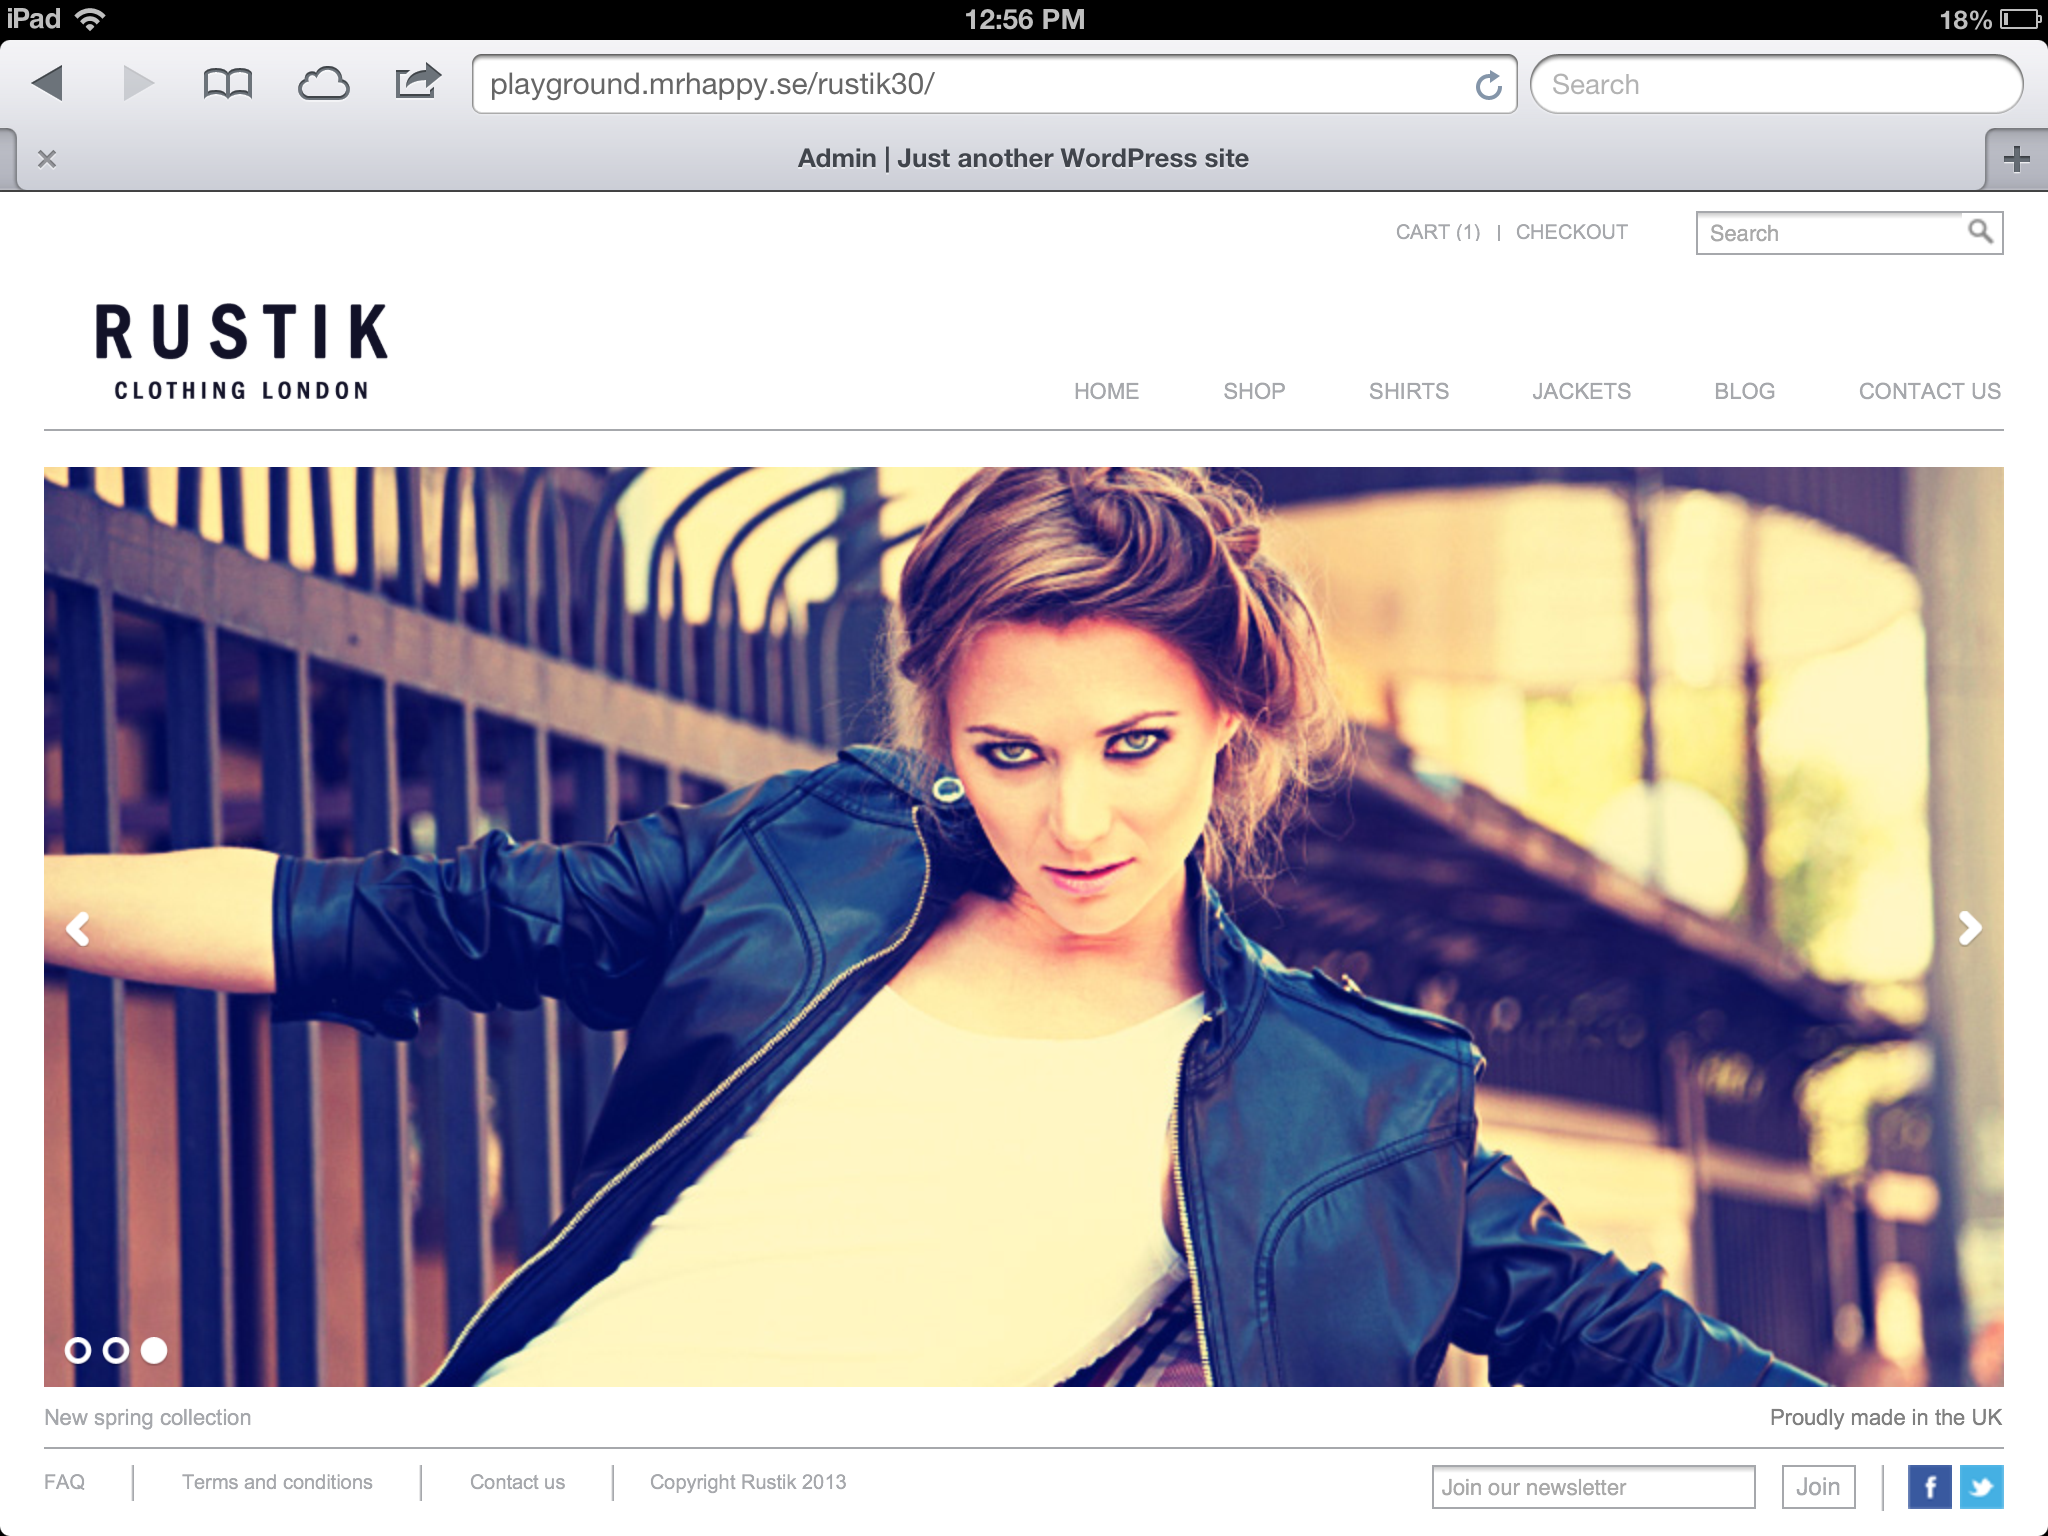 iPad 12:56 PM 18%
playground.mrhappy.se/rustik30/ Search
Admin | Just another WordPress site
CART (1) | CHECKOUT Search
RUSTIK
CLOTHING LONDON
HOME SHOP SHIRTS JACKETS BLOG CONTACT US
New spring collection Proudly made in the UK
FAQ Terms and conditions Contact us Copyright Rustik 2013 Join our newsletter Join f